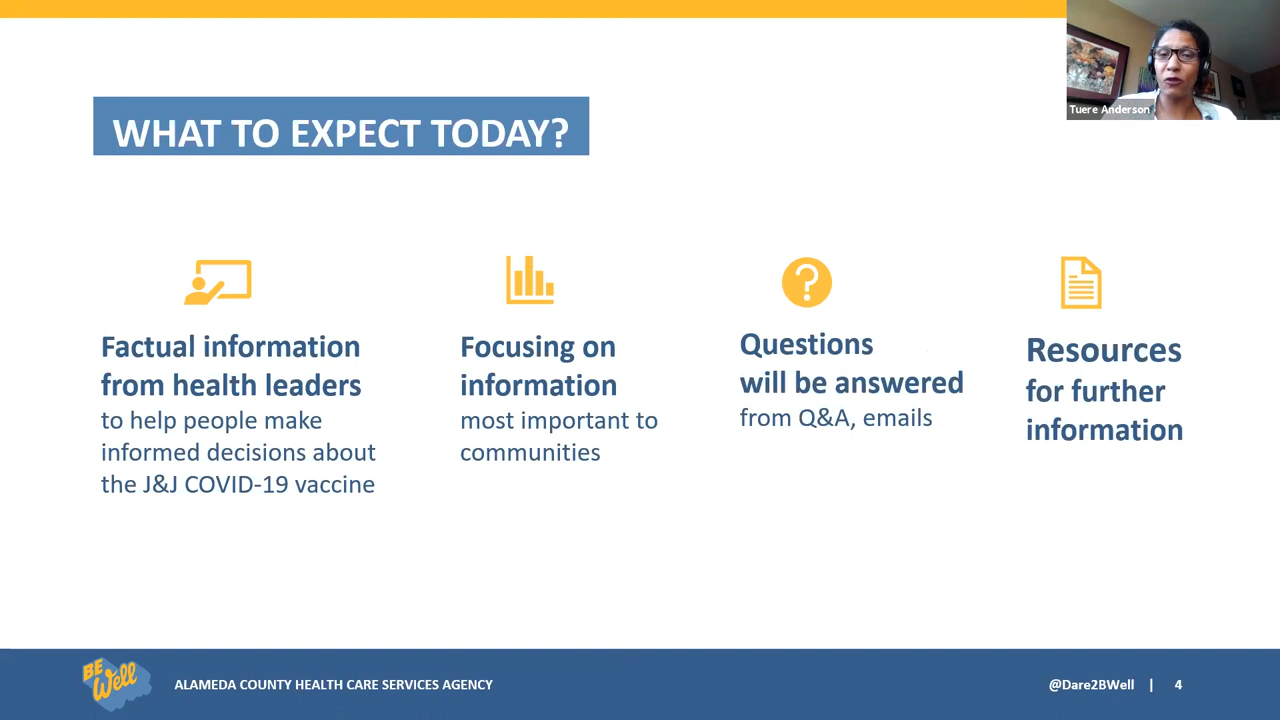 Tuere Anderson
WHAT TO EXPECT TODAY?
Factual information
from health leaders
to help people make
informed decisions about
the J&J COVID-19 vaccine
Focusing on
information
most important to
communities
Questions
will be answered
from Q&A, emails
Resources
for further
information
BE
Well
ALAMEDA COUNTY HEALTH CARE SERVICES AGENCY
@Dare2BWell | 4